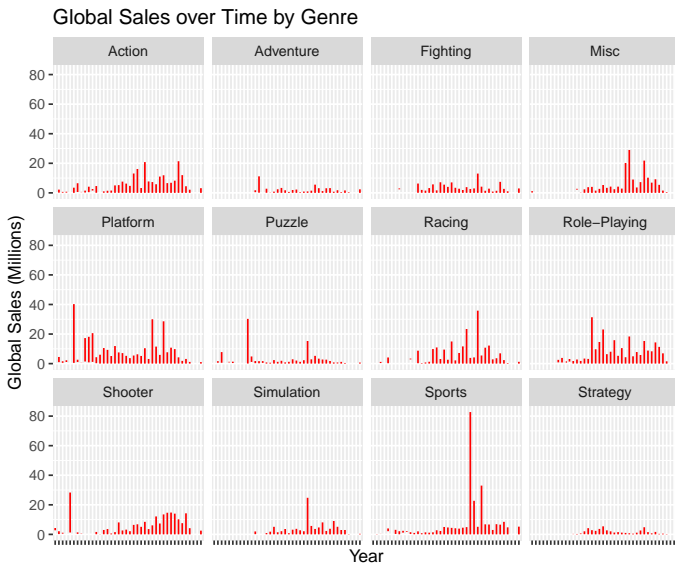 Global Sales over Time by Genre
Action Adventure Fighting Misc
80
60
40
20
0
Platform Puzzle Racing Role−Playing
80
60
40
20
0
Shooter Simulation Sports Strategy
80
60
40
20
0
Global Sales (Millions)
Year